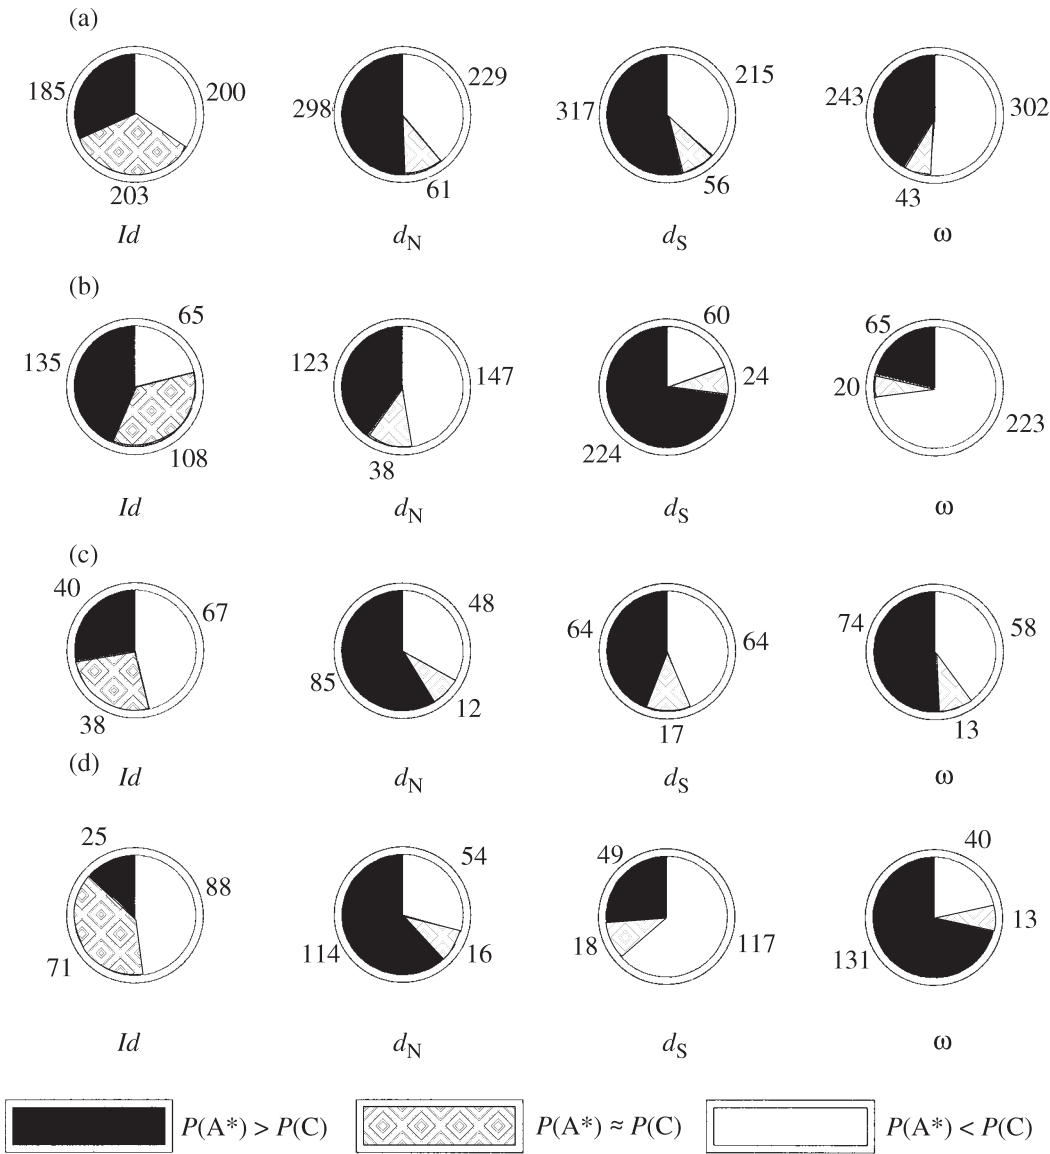 (a)
185 200 298 229 317 215 243 302
203 61 56 43
Id dN dS ω
(b)
135 65 123 147 60 24 65 20
108 38 224 223
Id dN dS ω
(c)
40 67 48 64 64 74 58
38 85 12 17 13
(d)
Id dN dS ω
25 88 54 49 40
71 114 16 18 117 131 13
Id dN dS ω
P(A*) > P(C) P(A*) ≈ P(C) P(A*) < P(C)